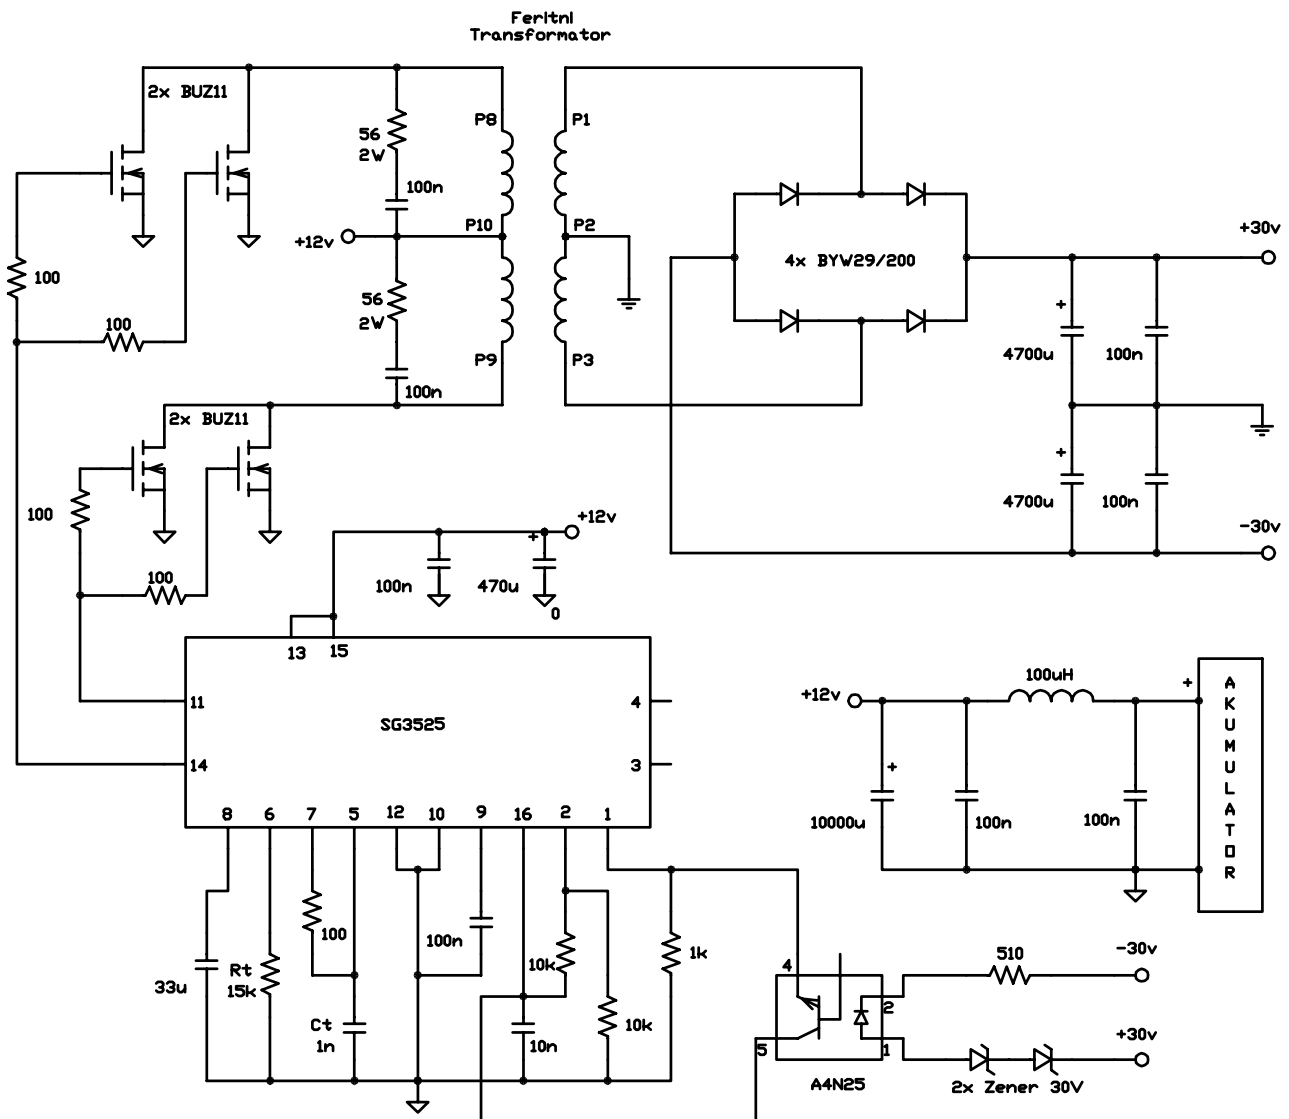 Feritni
Transformator
2x BUZ11
P8
P1
56
2W
100n
P10
P2
+12v
+30v
4x BYW29/200
100
56
2W
100
+
P9
P3
4700u
100n
100n
2x BUZ11
+
100
4700u
100n
+12v
-30v
+
100
100n
470u
0
13
15
100uH
+12v
+
AKUMULATOR
11
4
SG3525
14
3
+
8
6
7
5
12
10
9
16
2
1
10000u
100n
100n
100
100n
10k
1k
510
-30v
4
Rt
15k
33u
2
Ct
1n
10n
10k
5
1
+30v
A4N25
2x Zener 30V